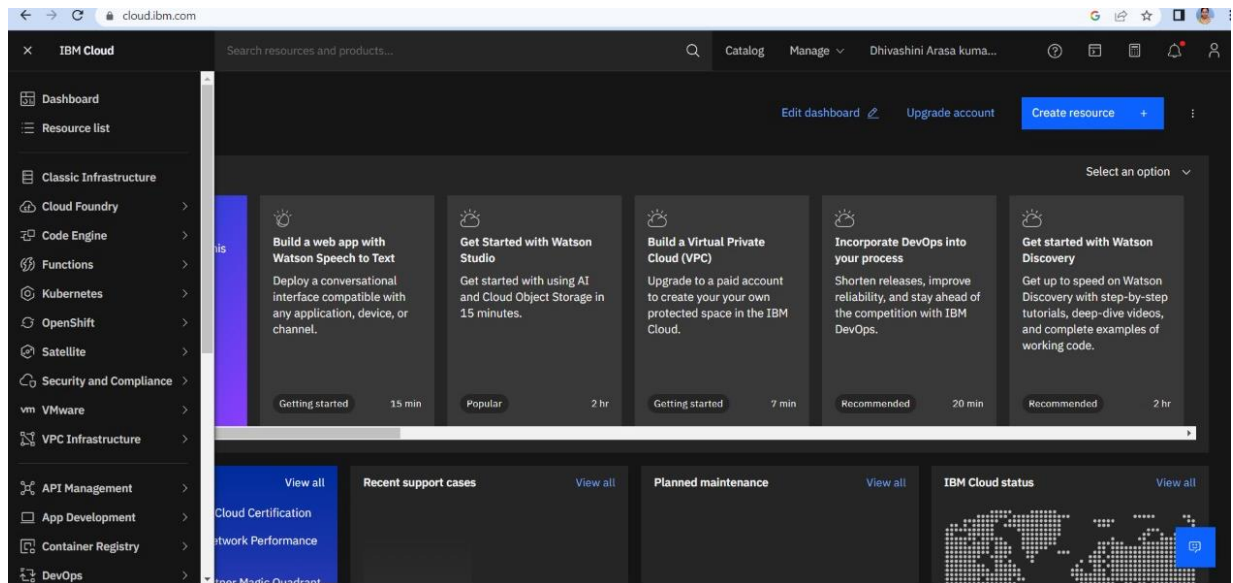 cloud.ibm.com
IBM Cloud
Search resources and products...
Catalog
Manage
Dhivashini Arasa kuma...
Dashboard
Resource list
Classic Infrastructure
Cloud Foundry
Code Engine
Functions
Kubernetes
OpenShift
Satellite
Security and Compliance
vm VMware
VPC Infrastructure
API Management
App Development
Container Registry
DevOps
Edit dashboard
Upgrade account
Create resource +
Select an option
his
Build a web app with
Watson Speech to Text
Deploy a conversational
interface compatible with
any application, device, or
channel.
Getting started
15 min
Get Started with Watson
Studio
Get started with using AI
and Cloud Object Storage in
15 minutes.
Popular
2 hr
Build a Virtual Private
Cloud (VPC)
Upgrade to a paid account
to create your your own
protected space in the IBM
Cloud.
Getting started
7 min
Incorporate DevOps into
your process
Shorten releases, improve
reliability, and stay ahead of
the competition with IBM
DevOps.
Recommended
20 min
Get started with Watson
Discovery
Get up to speed on Watson
Discovery with step-by-step
tutorials, deep-dive videos,
and complete examples of
working code.
Recommended
2 hr
View all
Cloud Certification
etwork Performance
Magic Quadrant
Recent support cases
View all
Planned maintenance
View all
IBM Cloud status
View all